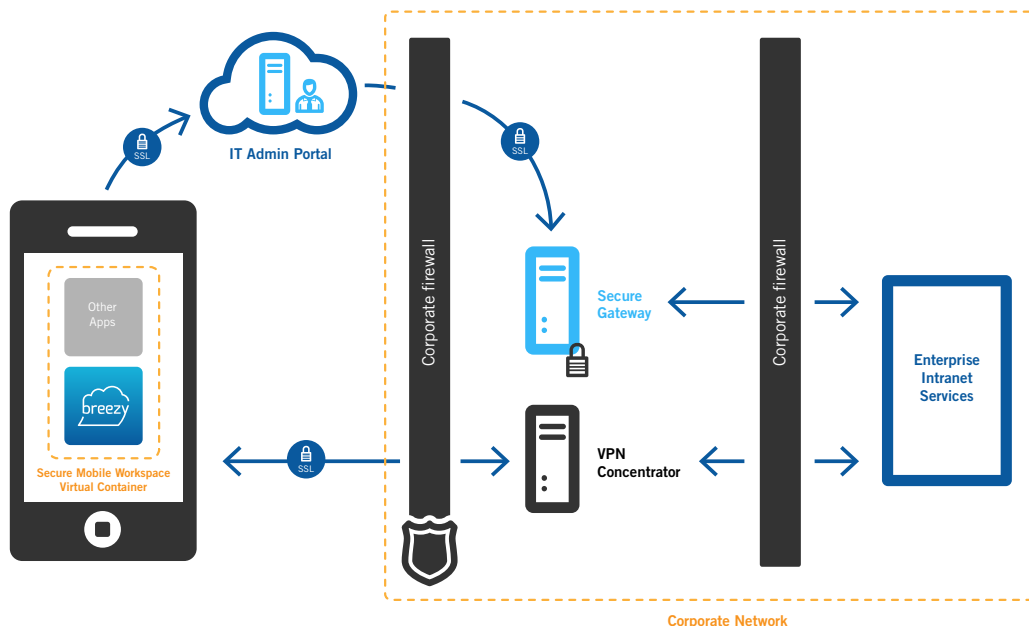 IT Admin Portal
SSL
SSL
Corporate firewall
Corporate firewall
Other
Apps
breezy
Secure Mobile Workspace
Virtual Container
SSL
Secure
Gateway
VPN
Concentrator
Enterprise
Intranet
Services
Corporate Network